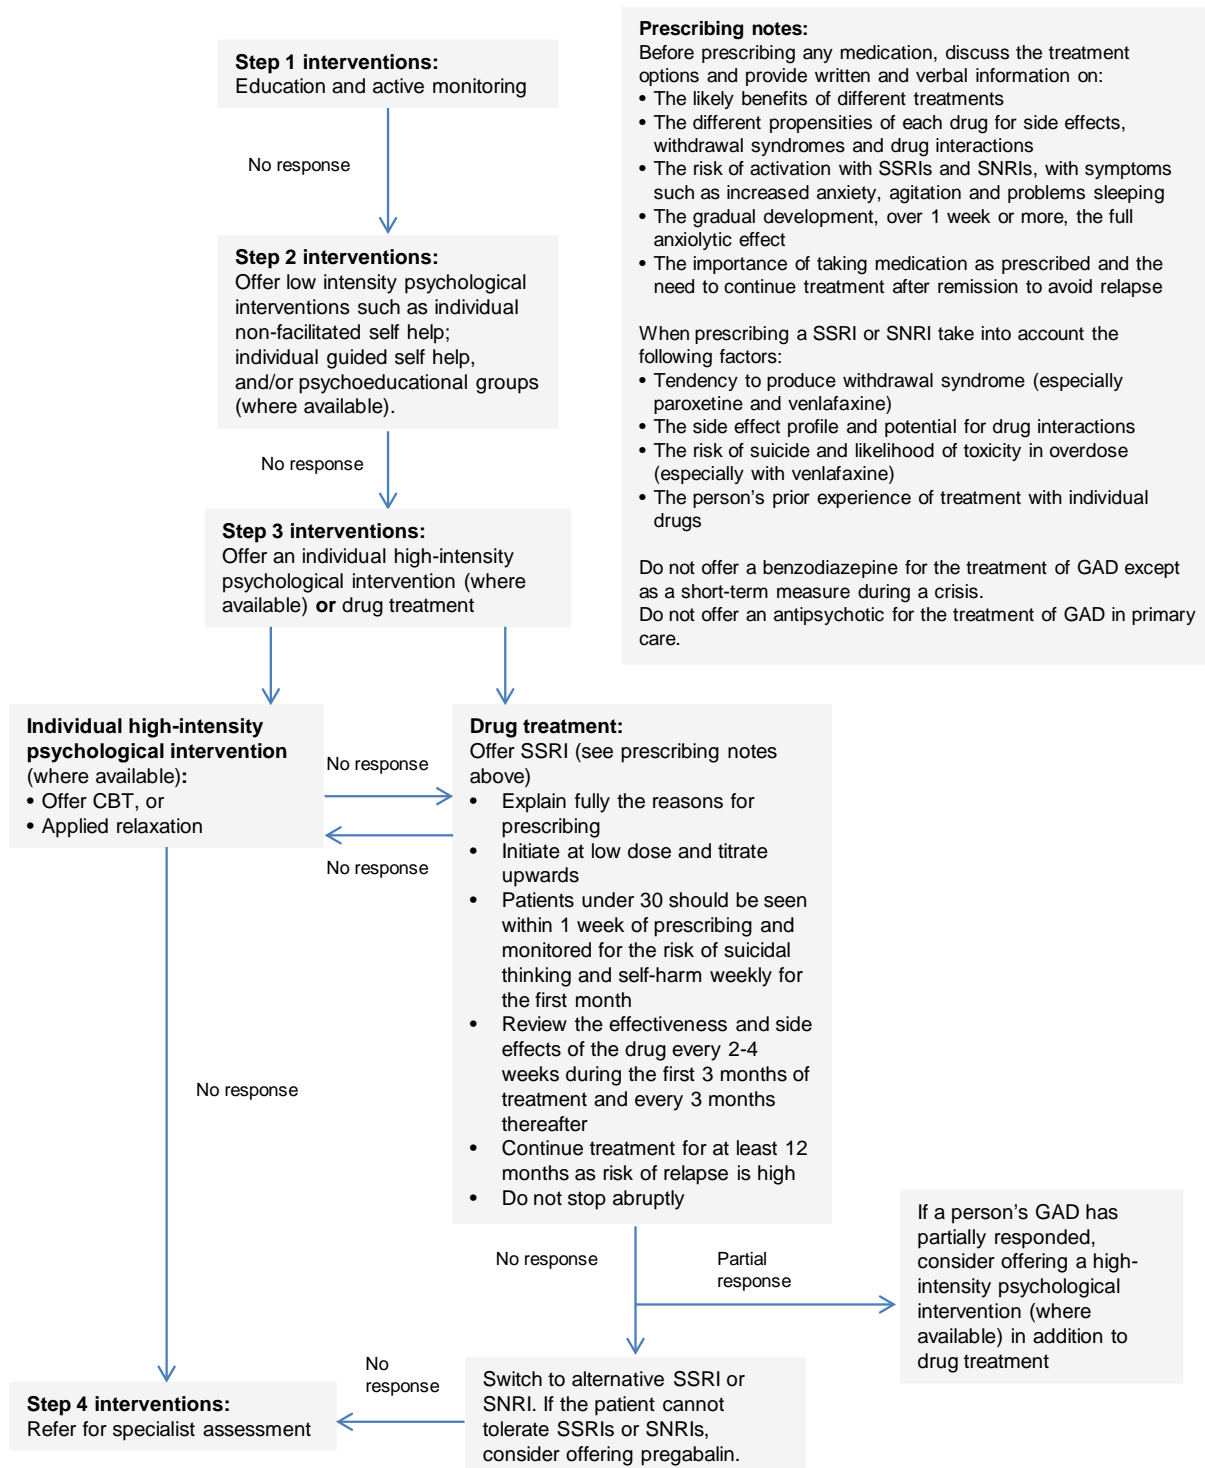 Step 1 interventions:
Education and active monitoring
No response
Step 2 interventions:
Offer low intensity psychological
interventions such as individual
non-facilitated self help;
individual guided self help,
and/or psychoeducational groups
(where available).
No response
Step 3 interventions:
Offer an individual high-intensity
psychological intervention (where
available) or drug treatment
Prescribing notes:
Before prescribing any medication, discuss the treatment
options and provide written and verbal information on:
• The likely benefits of different treatments
• The different propensities of each drug for side effects,
withdrawal syndromes and drug interactions
• The risk of activation with SSRIs and SNRIs, with symptoms
such as increased anxiety, agitation and problems sleeping
• The gradual development, over 1 week or more, the full
anxiolytic effect
• The importance of taking medication as prescribed and the
need to continue treatment after remission to avoid relapse
When prescribing a SSRI or SNRI take into account the
following factors:
• Tendency to produce withdrawal syndrome (especially
paroxetine and venlafaxine)
• The side effect profile and potential for drug interactions
• The risk of suicide and likelihood of toxicity in overdose
(especially with venlafaxine)
• The person's prior experience of treatment with individual
drugs
Do not offer a benzodiazepine for the treatment of GAD except
as a short-term measure during a crisis.
Do not offer an antipsychotic for the treatment of GAD in primary
care.
Individual high-intensity
psychological intervention
(where available):
• Offer CBT, or
• Applied relaxation
No response
No response
Drug treatment:
Offer SSRI (see prescribing notes
above)
• Explain fully the reasons for
prescribing
• Initiate at low dose and titrate
upwards
• Patients under 30 should be seen
within 1 week of prescribing and
monitored for the risk of suicidal
thinking and self-harm weekly for
the first month
• Review the effectiveness and side
effects of the drug every 2-4
weeks during the first 3 months of
treatment and every 3 months
thereafter
• Continue treatment for at least 12
months as risk of relapse is high
• Do not stop abruptly
No response
No response
Partial
response
If a person's GAD has
partially responded,
consider offering a high-
intensity psychological
intervention (where
available) in addition to
drug treatment
Switch to alternative SSRI or
SNRI. If the patient cannot
tolerate SSRIs or SNRIs,
consider offering pregabalin.
No
response
Step 4 interventions:
Refer for specialist assessment